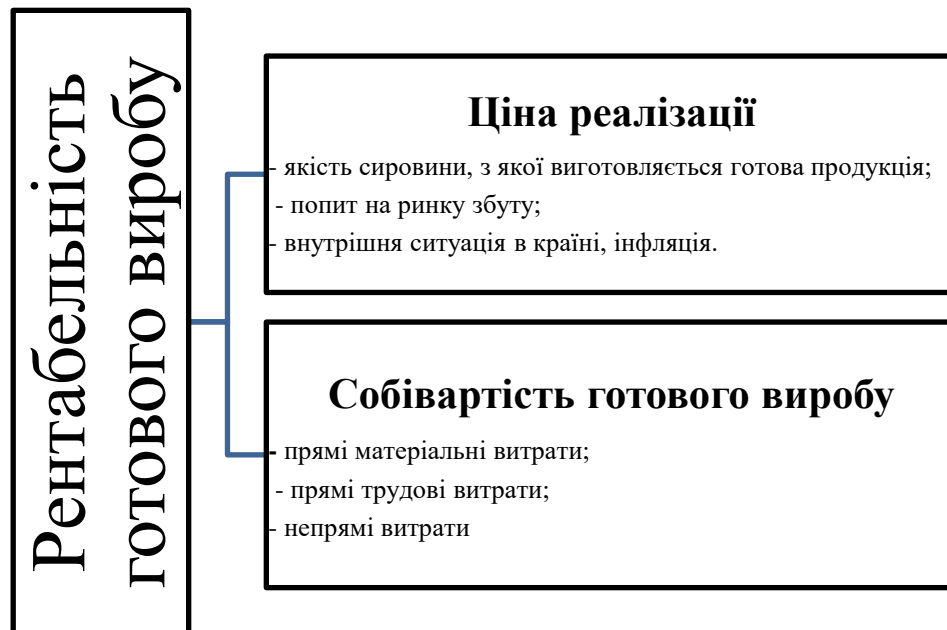 Рентабельність
готового виробу
Ціна реалізації
- якість сировини, з якої виготовляється готова продукція;
- попит на ринку збуту;
- внутрішня ситуація в країні, інфляція.
Собівартість готового виробу
- прямі матеріальні витрати;
- прямі трудові витрати;
- непрямі витрати